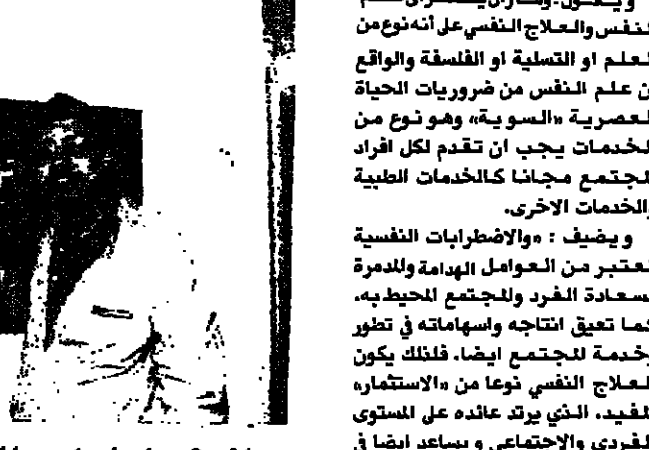 النفس والعلاج النفسي على أنه نوع من
العلم او التسلية او الفلسفة والواقع
ن علم النفس من ضروريات الحياة
العصرية «السوية» وهو نوع من
الخدمات يجب ان تقدم لكل افراد
المجتمع مجانا كالخدمات الطبية
والخدمات الاخرى.
ويضيف : «والاضطرابات النفسية
تعتبر من العوامل الهدامة والمدمرة
لسعادة الفرد والمجتمع المحيط به،
كما تعيق انتاجه واسهاماته في تطور
وخدمة المجتمع ايضا. فلذلك يكون
العلاج النفسي نوعا من «الاستثمار»
المفيد، الذي يرتد عائده على المستوى
الفردي والاجتماعي ويساعد ايضا في